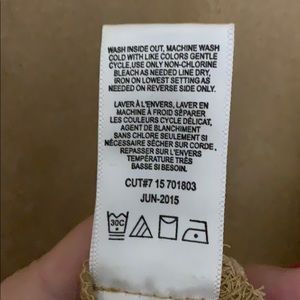 WASH INSIDE OUT, MACHINE WASH
COLD WITH LIKE COLORS GENTLE
CYCLE,USE ONLY NON-CHLORINE
BLEACH AS NEEDED LINE DRY,
IRON ON LOWEST SETTING AS
NEEDED ON REVERSE SIDE ONLY.
LAVER À L'ENVERS, LAVER EN
MACHINE À FROID SÉPARER
LES COULEURS CYCLE DÉLICAT.
AGENT DE BLANCHIMENT
SANS CHLORE SEULEMENT SI
NÉCESSAIRE SÉCHER SUR CORDE .
REPASSER SUR L'ENVERS
TEMPÉRATURE TRÈS
BASSE SI BESOIN.
CUT#7 15 701803
JUN-2015
30C